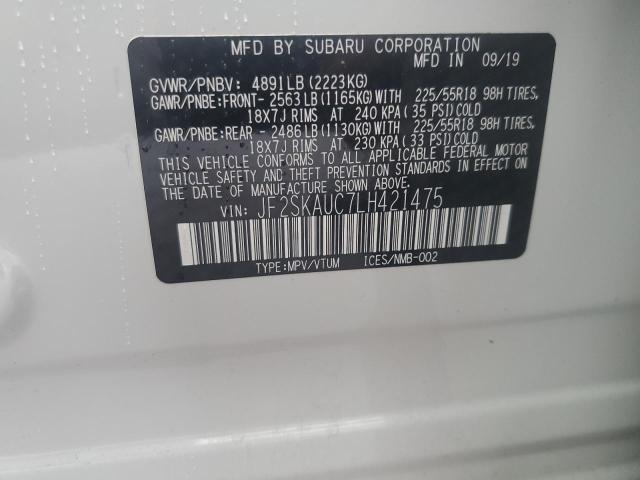 MFD BY SUBARU CORPORATION
MFD IN 09/19
GVWR/PNBV: 4891LB (2223KG)
GAWR/PNBE:FRONT- 2563LB(1165KG)WITH 225/55R18 98H TIRES,
18X7J RIMS AT 240 KPA(35 PSI)COLD
GAWR/PNBE:REAR - 2486LB(1130KG)WITH 225/55R18 98H TIRES,
18X7J RIMS AT 230 KPA(33 PSI)COLD
THIS VEHICLE CONFORMS TO ALL APPLICABLE FEDERAL MOTOR
VEHICLE SAFETY AND THEFT PREVENTION STANDARDS IN EFFECT ON
THE DATE OF MANUFACTURE SHOWN ABOVE.
VIN: JF2SKAUC7LH421475
TYPE:MPV/VTUM ICES/NMB-002